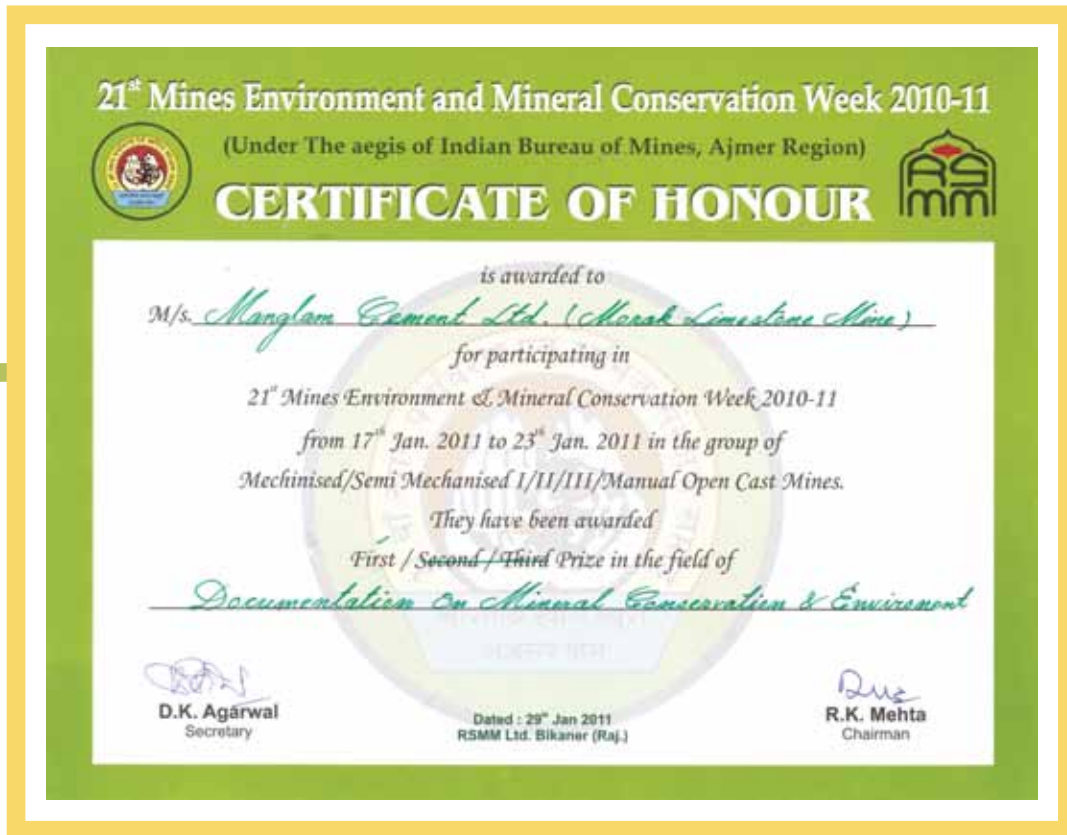 21st Mines Environment and Mineral Conservation Week 2010-11
(Under The aegis of Indian Bureau of Mines, Ajmer Region)
CERTIFICATE OF HONOUR
RS
mm
is awarded to
M/s. Manglam Cement Ltd. (Morak Limestone Mine)
for participating in
21st Mines Environment & Mineral Conservation Week 2010-11
from 17th Jan. 2011 to 23th Jan. 2011 in the group of
Mechinised/Semi Mechanised I/II/III/Manual Open Cast Mines.
They have been awarded
First / Second / Third Prize in the field of
Documentation On Mineral Conservation & Environent
D.K. Agarwal
Secretary
Dated : 29th Jan 2011
RSMM Ltd. Bikaner (Raj.)
R.K. Mehta
Chairman